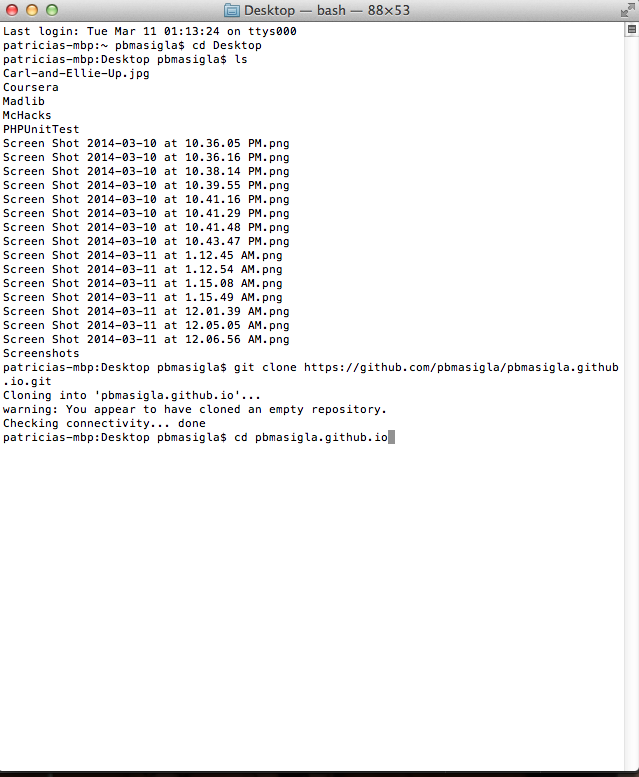 Desktop — bash — 88×53
Last login: Tue Mar 11 01:13:24 on ttys000
patricias-mbp:~ pbmasigla$ cd Desktop
patricias-mbp:Desktop pbmasigla$ ls
Carl-and-Ellie-Up.jpg
Coursera
Madlib
McHacks
PHPUnitTest
Screen Shot 2014-03-10 at 10.36.05 PM.png
Screen Shot 2014-03-10 at 10.36.16 PM.png
Screen Shot 2014-03-10 at 10.38.14 PM.png
Screen Shot 2014-03-10 at 10.39.55 PM.png
Screen Shot 2014-03-10 at 10.41.16 PM.png
Screen Shot 2014-03-10 at 10.41.29 PM.png
Screen Shot 2014-03-10 at 10.41.48 PM.png
Screen Shot 2014-03-10 at 10.43.47 PM.png
Screen Shot 2014-03-11 at 1.12.45 AM.png
Screen Shot 2014-03-11 at 1.12.54 AM.png
Screen Shot 2014-03-11 at 1.15.08 AM.png
Screen Shot 2014-03-11 at 1.15.49 AM.png
Screen Shot 2014-03-11 at 12.01.39 AM.png
Screen Shot 2014-03-11 at 12.05.05 AM.png
Screen Shot 2014-03-11 at 12.06.56 AM.png
Screenshots
patricias-mbp:Desktop pbmasigla$ git clone https://github.com/pbmasigla/pbmasigla.github
.io.git
Cloning into 'pbmasigla.github.io'...
warning: You appear to have cloned an empty repository.
Checking connectivity... done
patricias-mbp:Desktop pbmasigla$ cd pbmasigla.github.io